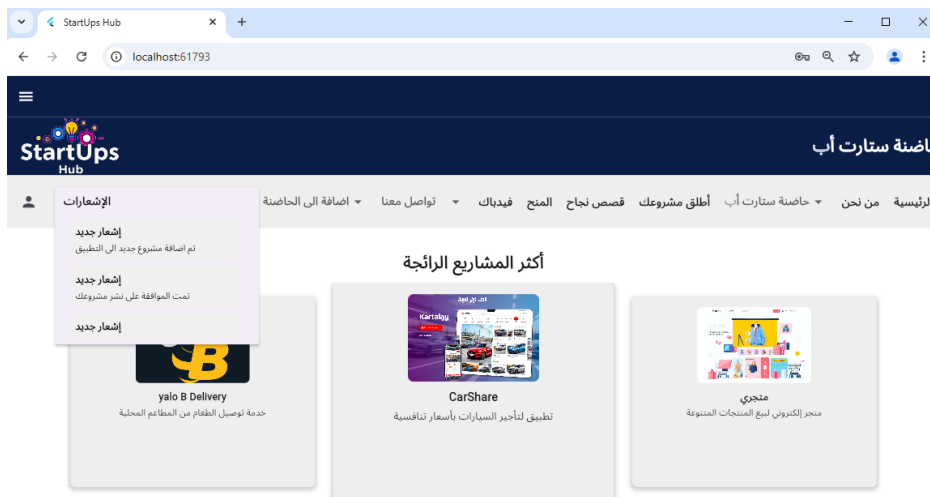 StartUps Hub
localhost:61793
StartUps
Hub
اضنة ستارت أب
لرئيسية
من نحن
حاضنة ستارت أب
أطلق مشروعك
قصص نجاح
المنح
فيدباك
تواصل معنا
اضافة الى الحاضنة
الإشعارات
إشعار جديد
تم اضافة مشروع جديد الى التطبيق
إشعار جديد
تمت الموافقة على نشر مشروعك
إشعار جديد
أكثر المشاريع الرائجة
متجري
متجر إلكتروني لبيع المنتجات المتنوعة
Kartalgy
CarShare
تطبيق لتأجير السيارات بأسعار تنافسية
yalo B Delivery
خدمة توصيل الطعام من المطاعم المحلية